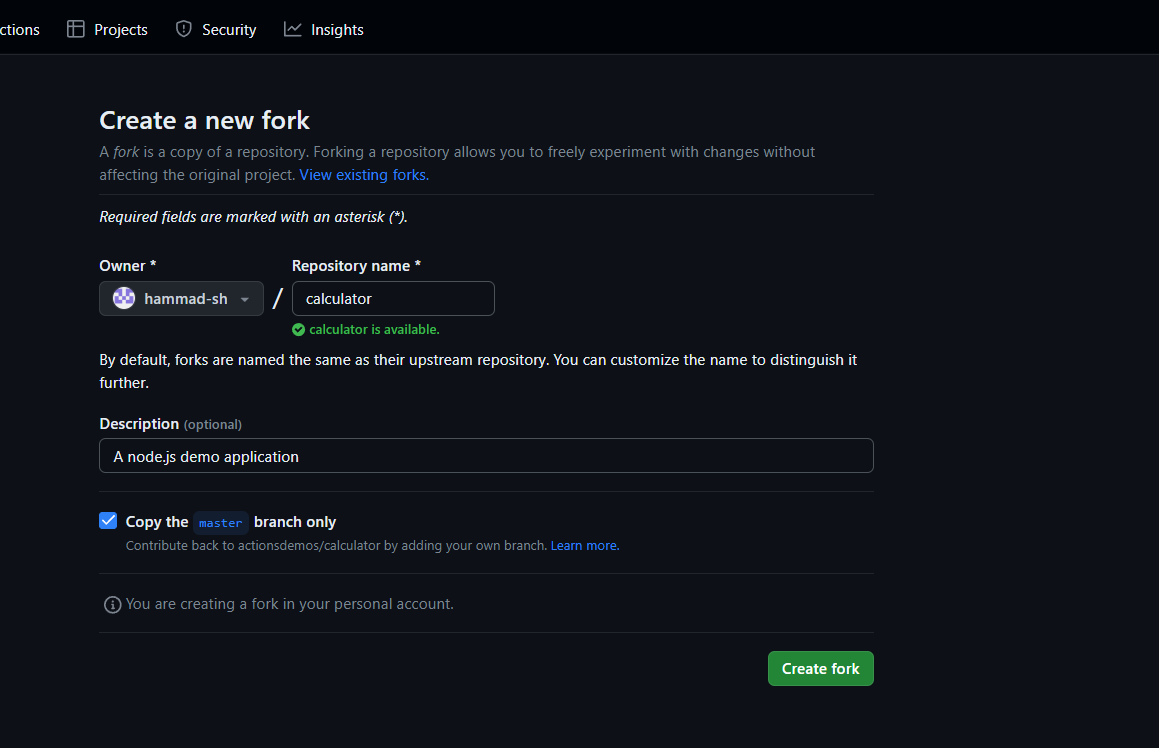 ctions Projects Security Insights
Create a new fork
A fork is a copy of a repository. Forking a repository allows you to freely experiment with changes without
affecting the original project. View existing forks.
Required fields are marked with an asterisk (*).
Owner * Repository name *
hammad-sh / calculator
calculator is available.
By default, forks are named the same as their upstream repository. You can customize the name to distinguish it
further.
Description (optional)
A node.js demo application
Copy the master branch only
Contribute back to actionsdemos/calculator by adding your own branch. Learn more.
You are creating a fork in your personal account.
Create fork